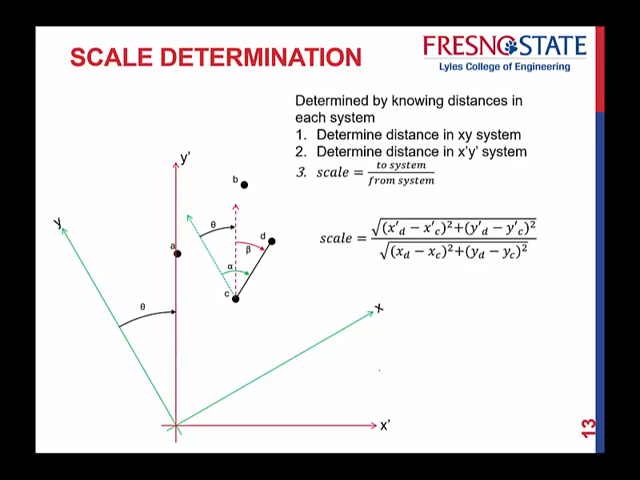 SCALE DETERMINATION
FRESNO STATE
Lyles College of Engineering
Determined by knowing distances in
each system
1. Determine distance in xy system
2. Determine distance in x'y' system
3. scale = to system / from system
scale = √(x'd − x'c)²+(y'd − y'c)² / √(xd − xc)²+(yd − yc)²
y'
b
y
θ
d
a
β
α
c
θ
x
x'
13